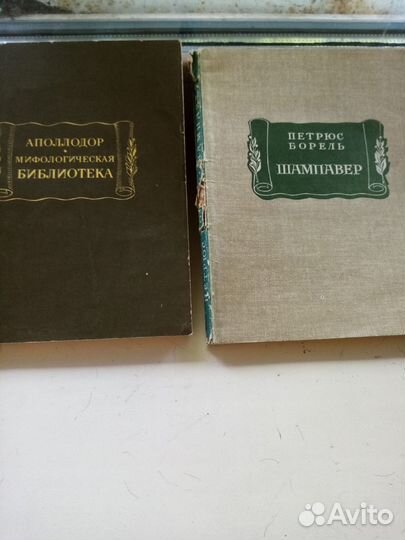 АПОЛЛОДОР
МИФОЛОГИЧЕСКАЯ
БИБЛИОТЕКА
ПЕТРЮС
БОРЕЛЬ
ШАМПАВЕР
Avito